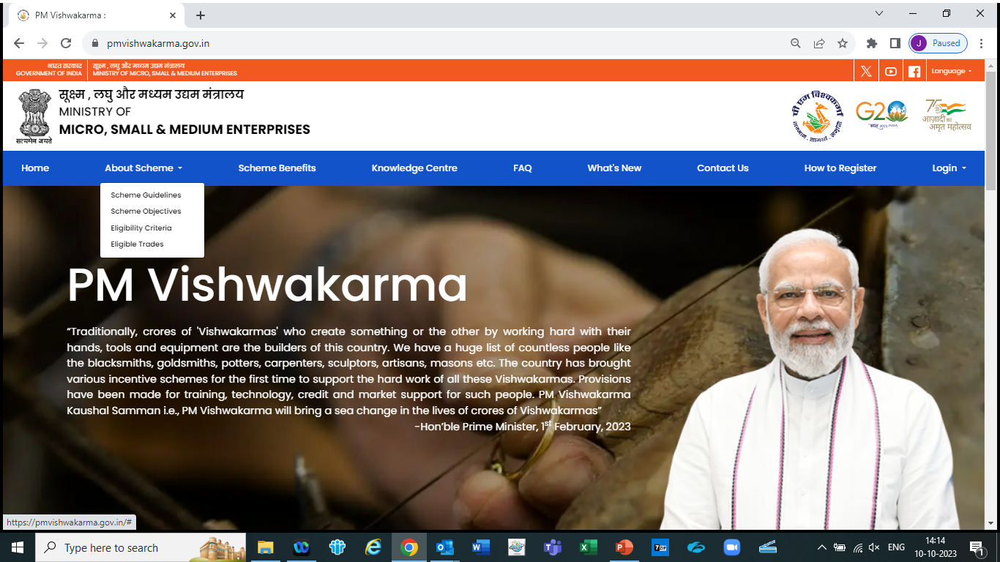 PM Vishwakarma :
pmvishwakarma.gov.in
J Paused
भारत सरकार
GOVERNMENT OF INDIA
सूक्ष्म , लघु और मध्यम उद्यम मंत्रालय
MINISTRY OF MICRO, SMALL & MEDIUM ENTERPRISES
Language
सूक्ष्म , लघु और मध्यम उद्यम मंत्रालय
MINISTRY OF
MICRO, SMALL & MEDIUM ENTERPRISES
सत्यमेव जयते
पी एम विश्वकर्मा
सम्मान, सामर्थ्य, समृद्धि
G20
भारत 2023 INDIA
75
आज़ादी का
अमृत महोत्सव
Home About Scheme Scheme Benefits Knowledge Centre FAQ What's New Contact Us How to Register Login
Scheme Guidelines
Scheme Objectives
Eligibility Criteria
Eligible Trades
PM Vishwakarma
“Traditionally, crores of 'Vishwakarmas' who create something or the other by working hard with their
hands, tools and equipment are the builders of this country. We have a huge list of countless people like
the blacksmiths, goldsmiths, potters, carpenters, sculptors, artisans, masons etc. The country has brought
various incentive schemes for the first time to support the hard work of all these Vishwakarmas. Provisions
have been made for training, technology, credit and market support for such people. PM Vishwakarma
Kaushal Samman i.e., PM Vishwakarma will bring a sea change in the lives of crores of Vishwakarmas”
-Hon’ble Prime Minister, 1st February, 2023
https://pmvishwakarma.gov.in/#
Type here to search
ENG
14:14
10-10-2023
1